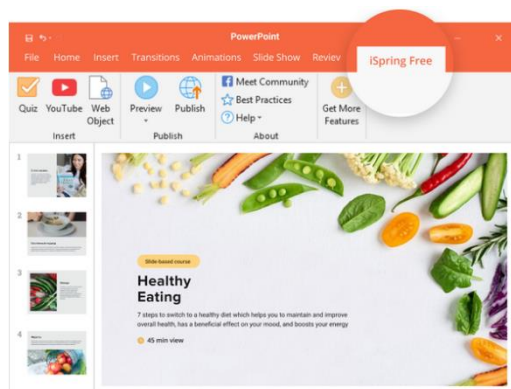 PowerPoint
File Home Insert Transitions Animations Slide Show Review
iSpring Free
Quiz YouTube Web Object
Insert
Preview Publish
Publish
Meet Community
Best Practices
Help
About
Get More Features
1
2
3
4
Slide-based course
Healthy
Eating
7 steps to switch to a healthy diet which helps you to maintain and improve
overall health, has a beneficial effect on your mood, and boosts your energy
45 min view